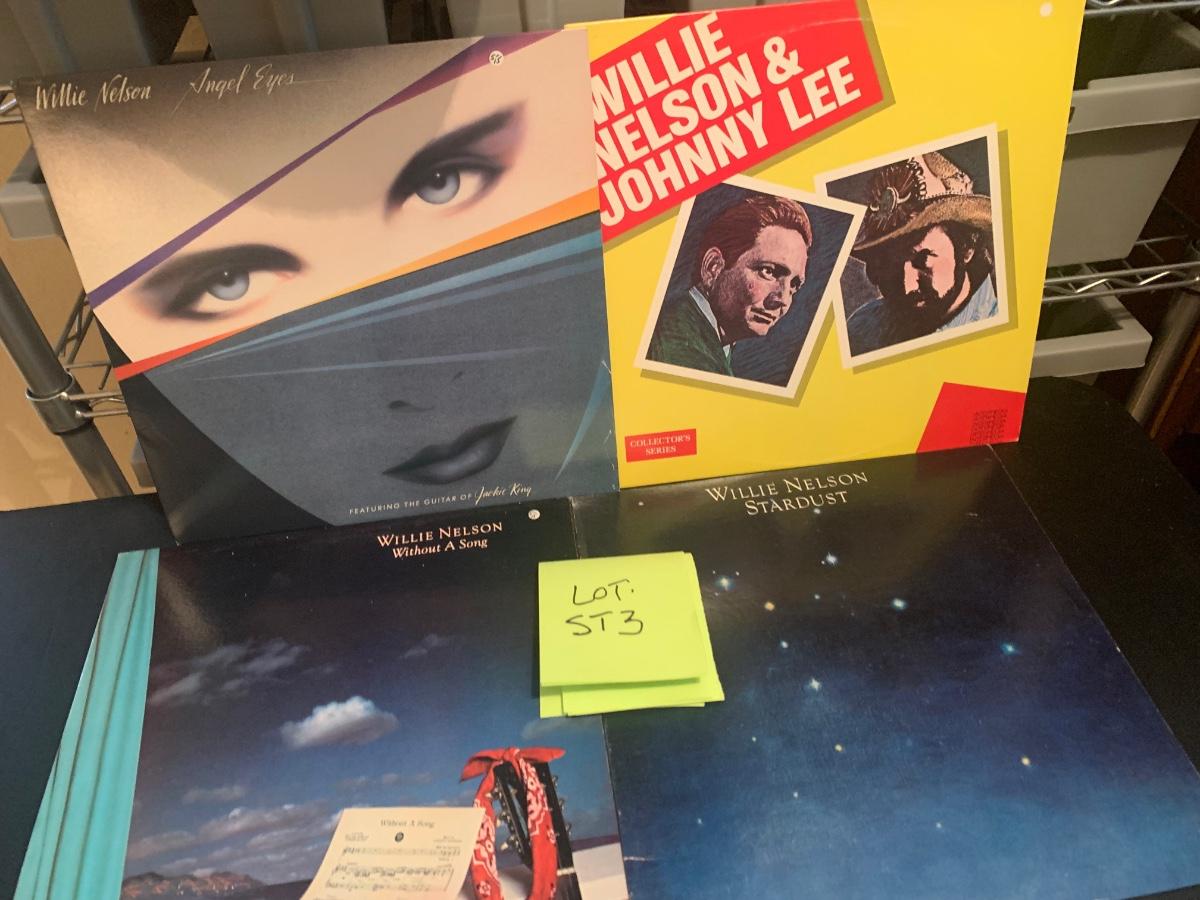 Willie Nelson Angel Eyes
FEATURING THE GUITAR OF Jackie King
WILLIE
NELSON &
JOHNNY LEE
COLLECTOR'S
SERIES
WILLIE NELSON
Without A Song
Without A Song
WILLIE NELSON
STARDUST
LOT.
ST3